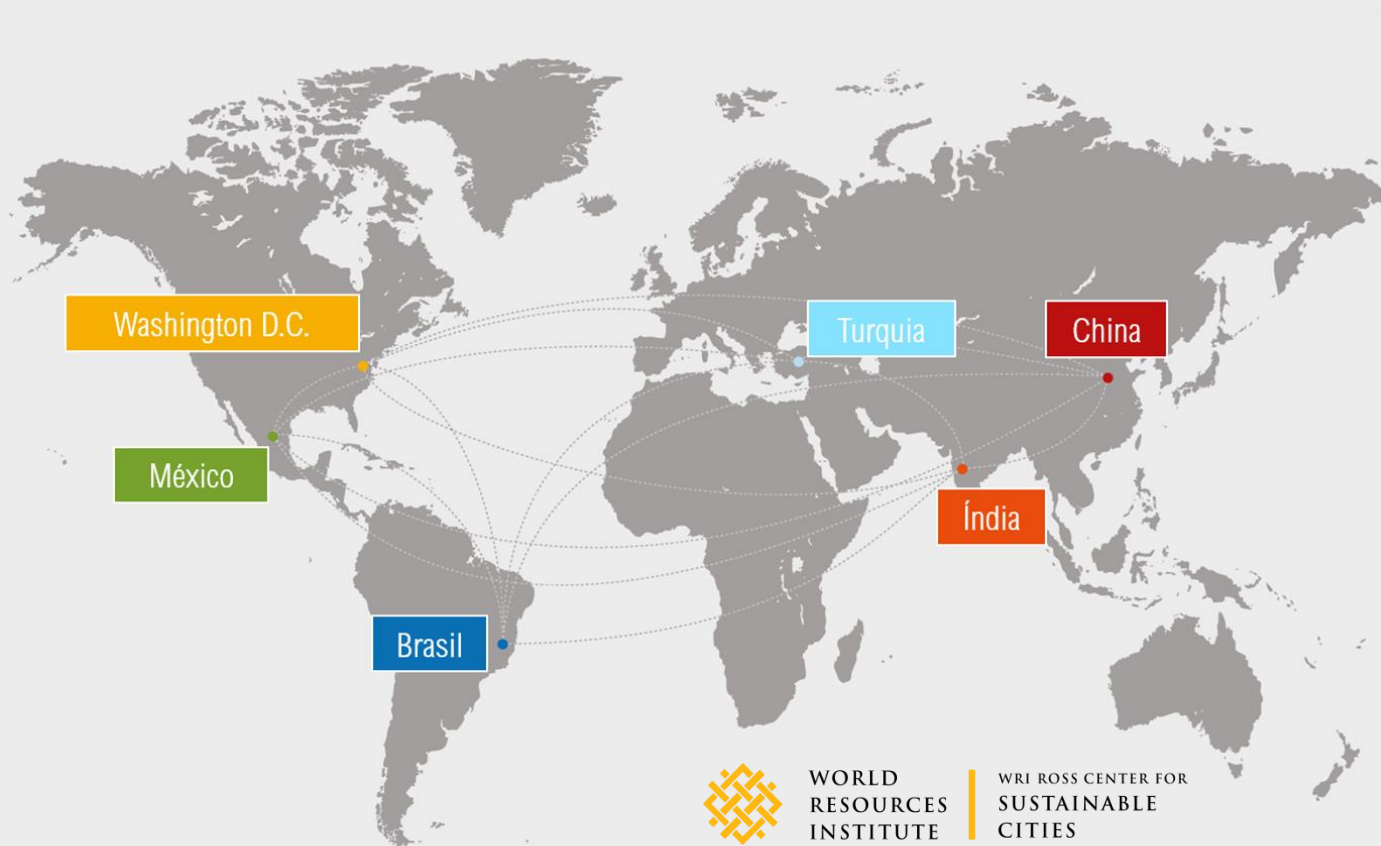 Washington D.C.
Turquia
China
México
Índia
Brasil
WORLD
RESOURCES
INSTITUTE
WRI ROSS CENTER FOR
SUSTAINABLE
CITIES